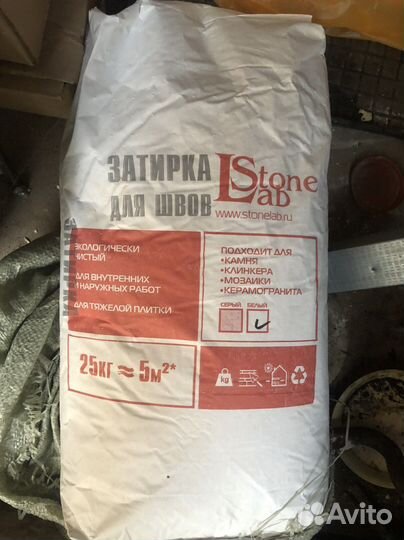 ЗАТИРКА
ДЛЯ ШВОВ
Stone
Lab
www.stonelab.ru
ЭКОЛОГИЧЕСКИ
ЧИСТЫЙ
ДЛЯ ВНУТРЕННИХ
И НАРУЖНЫХ РАБОТ
ДЛЯ ТЯЖЕЛОЙ ПЛИТКИ
ПОДХОДИТ ДЛЯ
•КАМНЯ
•КЛИНКЕРА
•МОЗАИКИ
•КЕРАМОГРАНИТА
СЕРЫЙ БЕЛЫЙ
25КГ ≈ 5М²*
kg
Avito